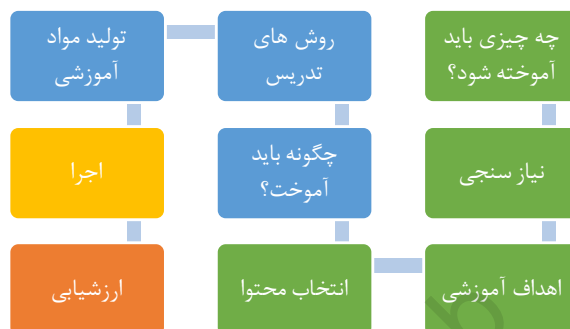 چه چیزی باید
آموخته شود؟
نیاز سنجی
اهداف آموزشی
انتخاب محتوا
چگونه باید
آموخت؟
روش های
تدریس
تولید مواد
آموزشی
اجرا
ارزشیابی